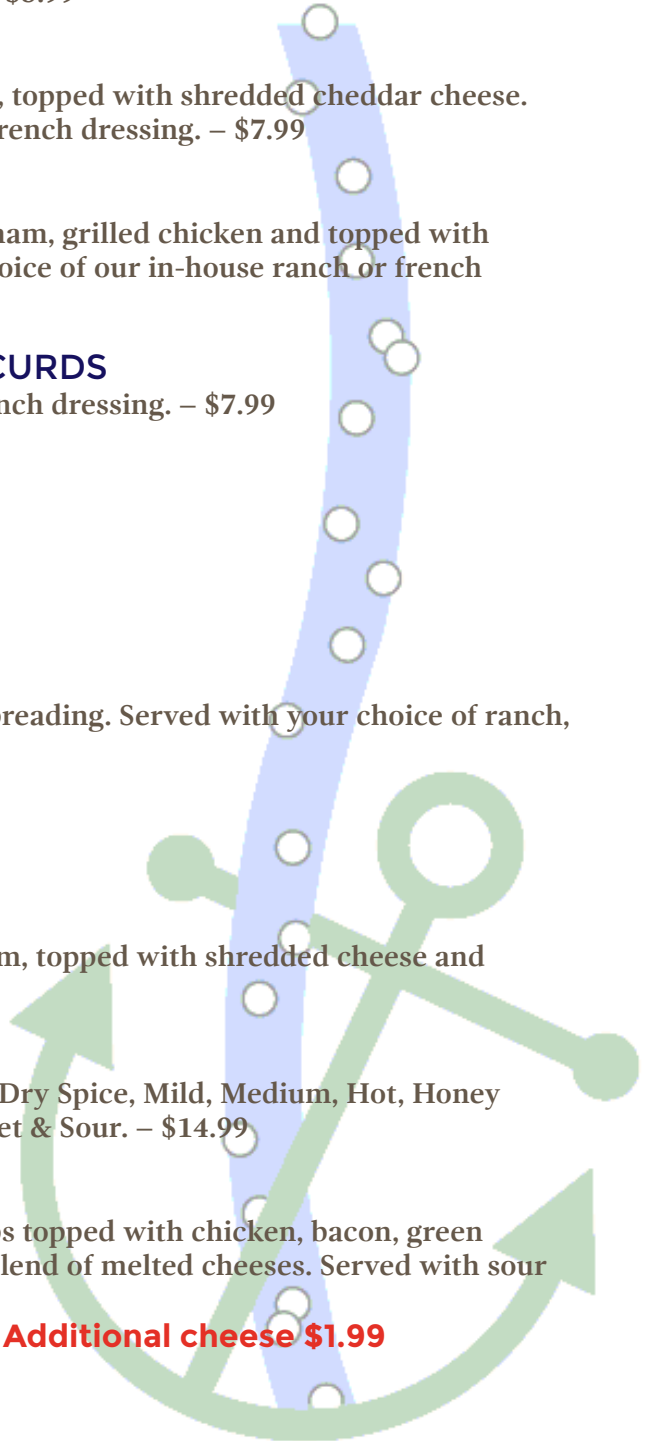 , topped with shredded cheddar cheese.
rench dressing. – $7.99
am, grilled chicken and topped with
oice of our in-house ranch or french
CURDS
nch dressing. – $7.99
breading. Served with your choice of ranch,
m, topped with shredded cheese and
Dry Spice, Mild, Medium, Hot, Honey
et & Sour. – $14.99
s topped with chicken, bacon, green
lend of melted cheeses. Served with sour
Additional cheese $1.99